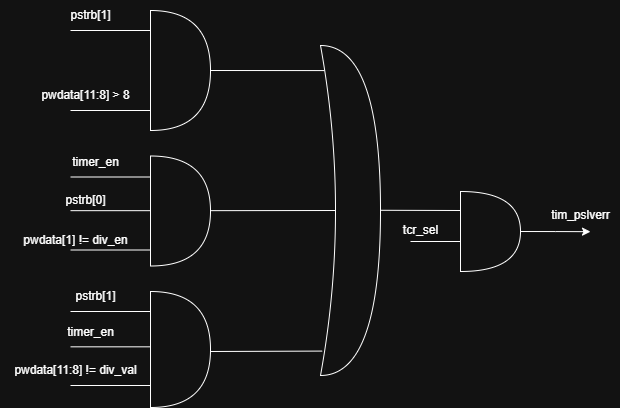 pstrb[1]
pwdata[11:8] > 8
timer_en
pstrb[0]
pwdata[1] != div_en
pstrb[1]
timer_en
pwdata[11:8] != div_val
tcr_sel
tim_pslverr